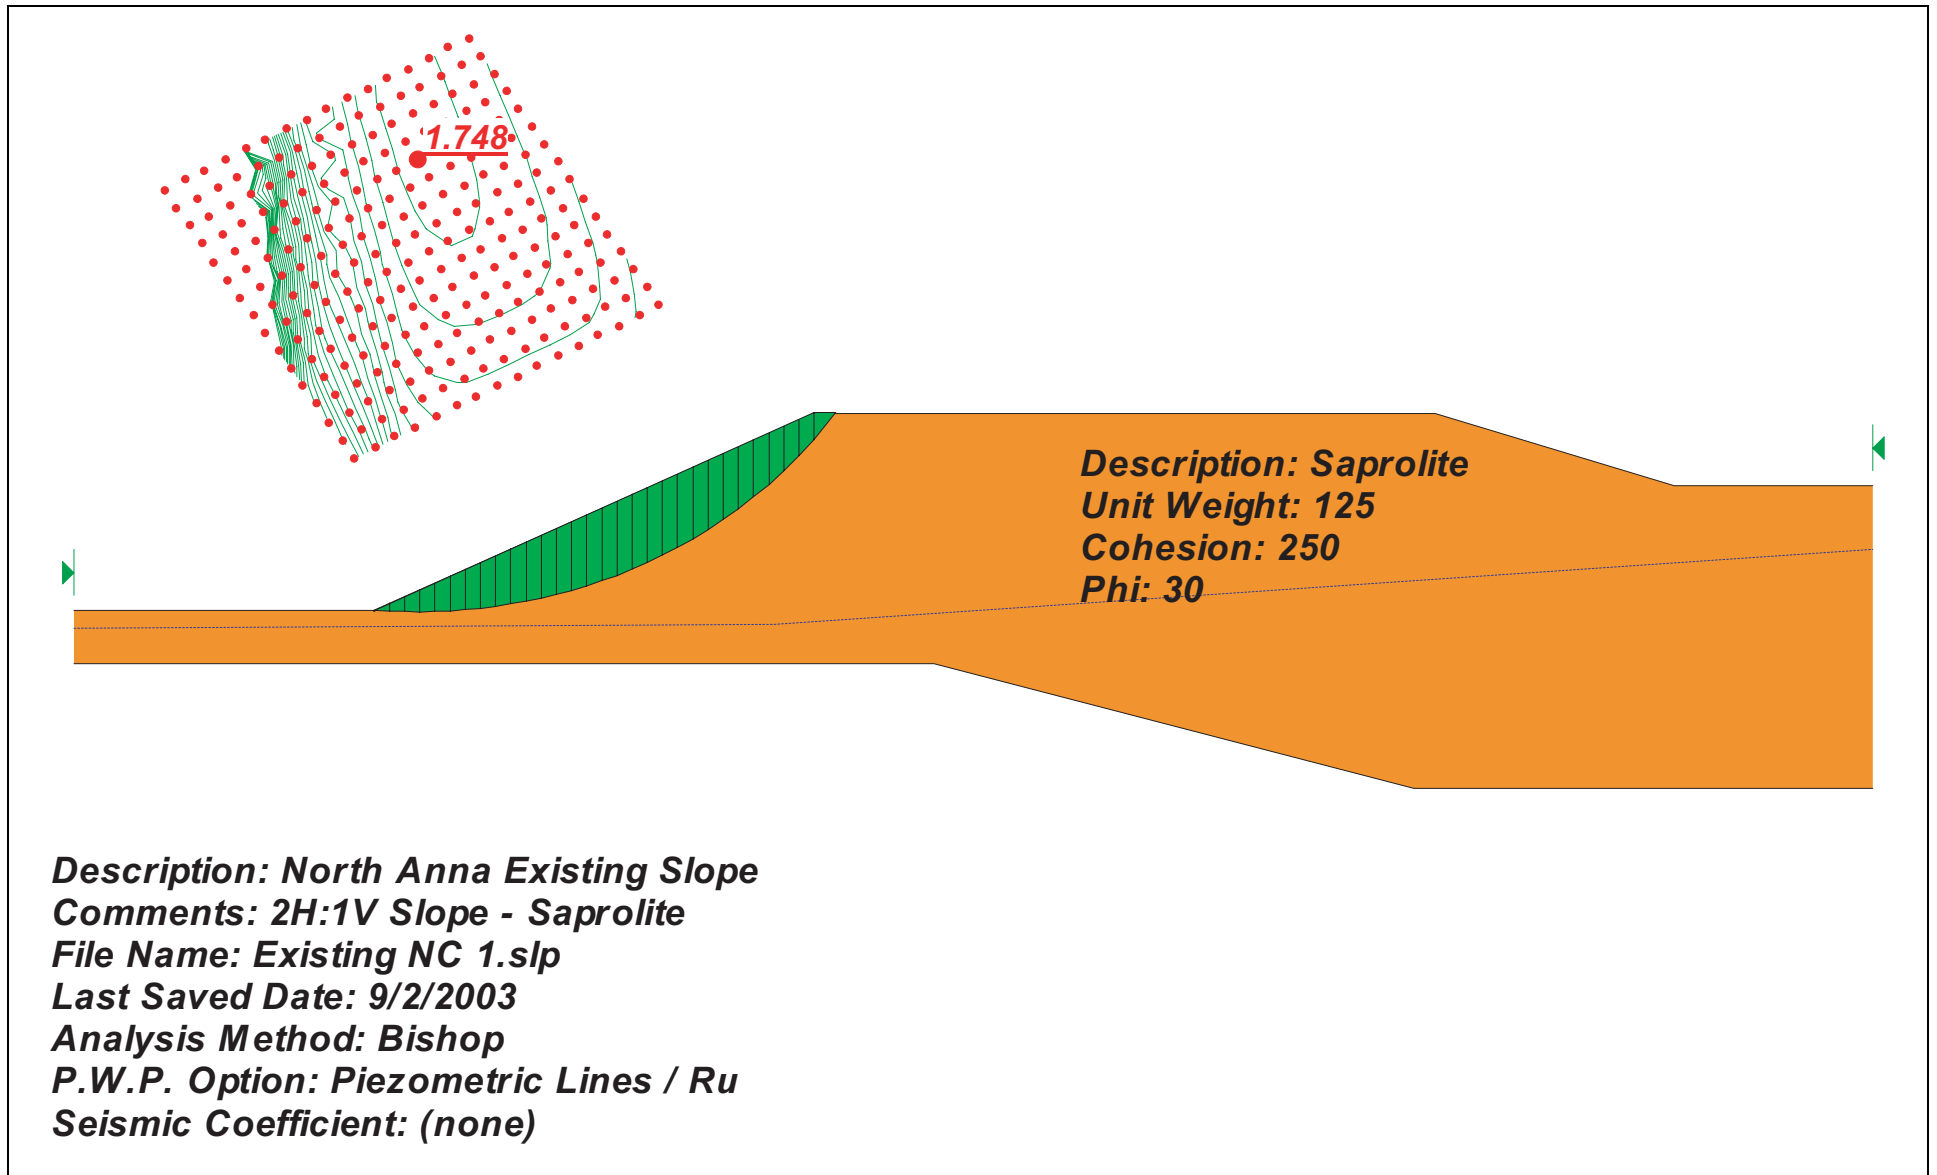 1.748
Description: Saprolite
Unit Weight: 125
Cohesion: 250
Phi: 30
Description: North Anna Existing Slope
Comments: 2H:1V Slope - Saprolite
File Name: Existing NC 1.slp
Last Saved Date: 9/2/2003
Analysis Method: Bishop
P.W.P. Option: Piezometric Lines / Ru
Seismic Coefficient: (none)